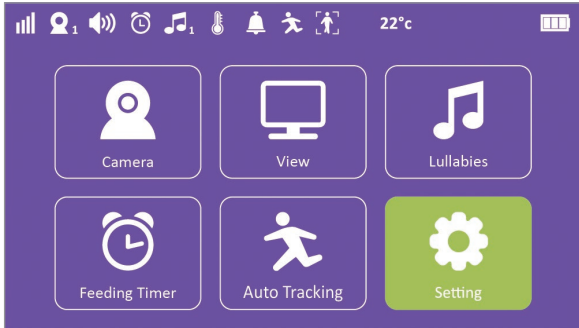 1 1 22°c
Camera View Lullabies
Feeding Timer Auto Tracking Setting